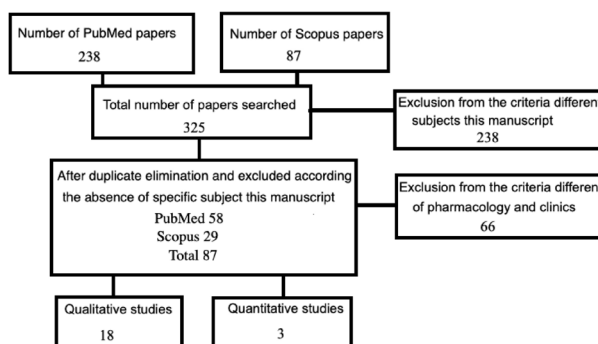 Number of PubMed papers
238
Number of Scopus papers
87
Total number of papers searched
325
Exclusion from the criteria differen
subjects this manuscript
238
After duplicate elimination and excluded according
the absence of specific subject this manuscript
PubMed 58
Scopus 29
Total 87
Exclusion from the criteria differen
of pharmacology and clinics
66
Qualitative studies
18
Quantitative studies
3